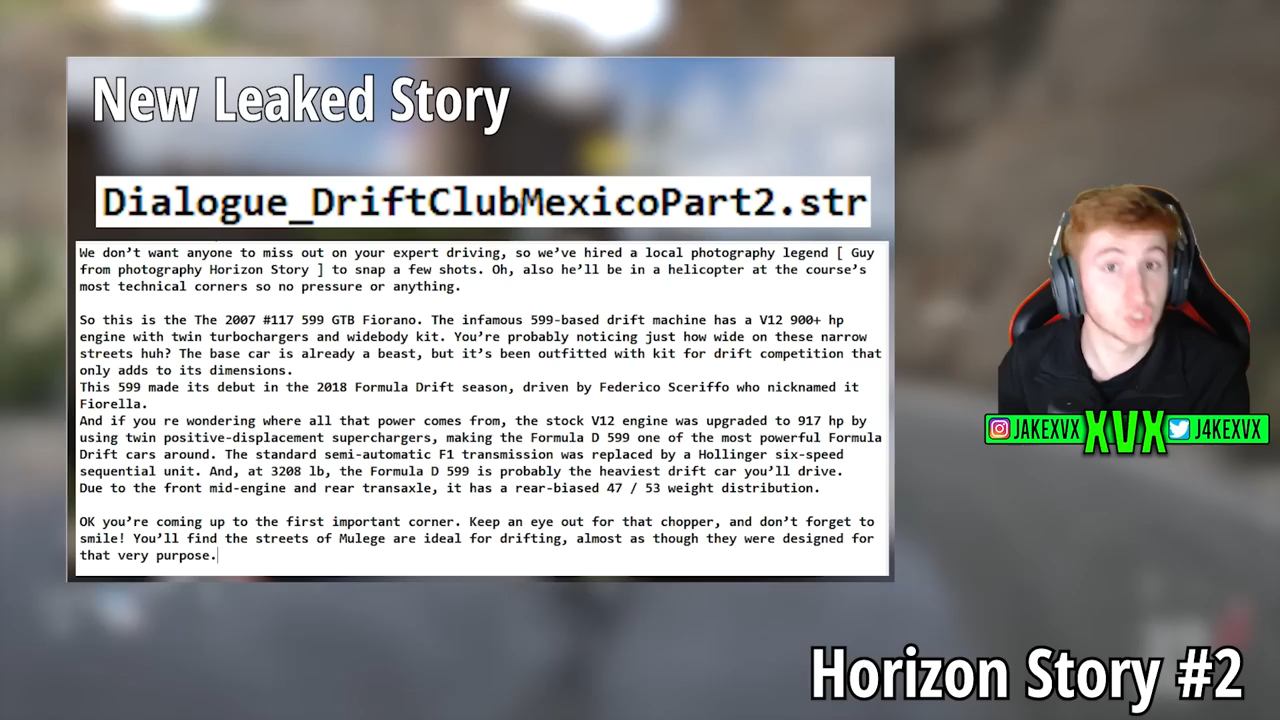 New Leaked Story
Dialogue_DriftClubMexicoPart2.str
We don't want anyone to miss out on your expert driving, so we've hired a local photography legend [ Guy
from photography Horizon Story ] to snap a few shots. Oh, also he'll be in a helicopter at the course's
most technical corners so no pressure or anything.
So this is the The 2007 #117 599 GTB Fiorano. The infamous 599-based drift machine has a V12 900+ hp
engine with twin turbochargers and widebody kit. You're probably noticing just how wide on these narrow
streets huh? The base car is already a beast, but it's been outfitted with kit for drift competition that
only adds to its dimensions.
This 599 made its debut in the 2018 Formula Drift season, driven by Federico Sceriffo who nicknamed it
Fiorella.
And if you re wondering where all that power comes from, the stock V12 engine was upgraded to 917 hp by
using twin positive-displacement superchargers, making the Formula D 599 one of the most powerful Formula
Drift cars around. The standard semi-automatic F1 transmission was replaced by a Hollinger six-speed
sequential unit. And, at 3208 lb, the Formula D 599 is probably the heaviest drift car you'll drive.
Due to the front mid-engine and rear transaxle, it has a rear-biased 47 / 53 weight distribution.
OK you're coming up to the first important corner. Keep an eye out for that chopper, and don't forget to
smile! You'll find the streets of Mulege are ideal for drifting, almost as though they were designed for
that very purpose.
JAKEXVX XVX J4KEXVX
Horizon Story #2